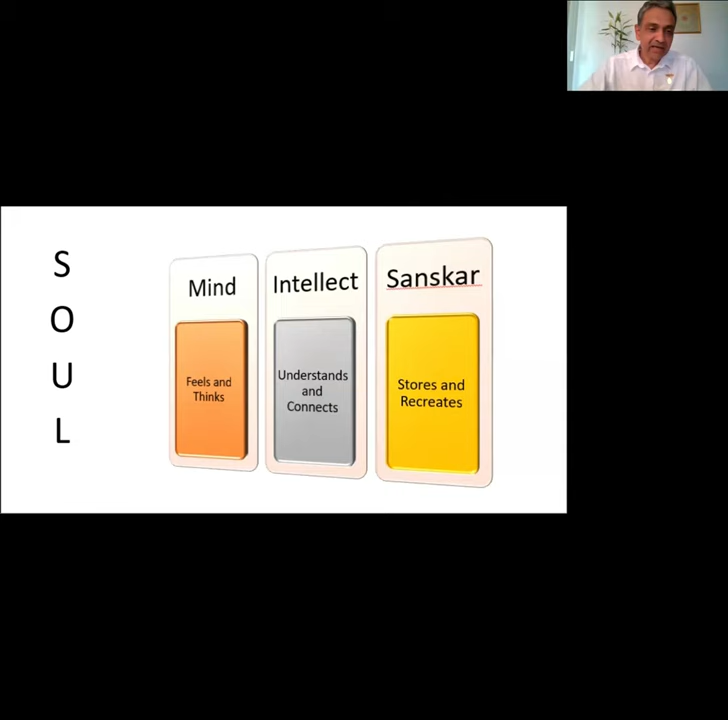 S
O
U
L
Mind
Feels and
Thinks
Intellect
Understands
and
Connects
Sanskar
Stores and
Recreates